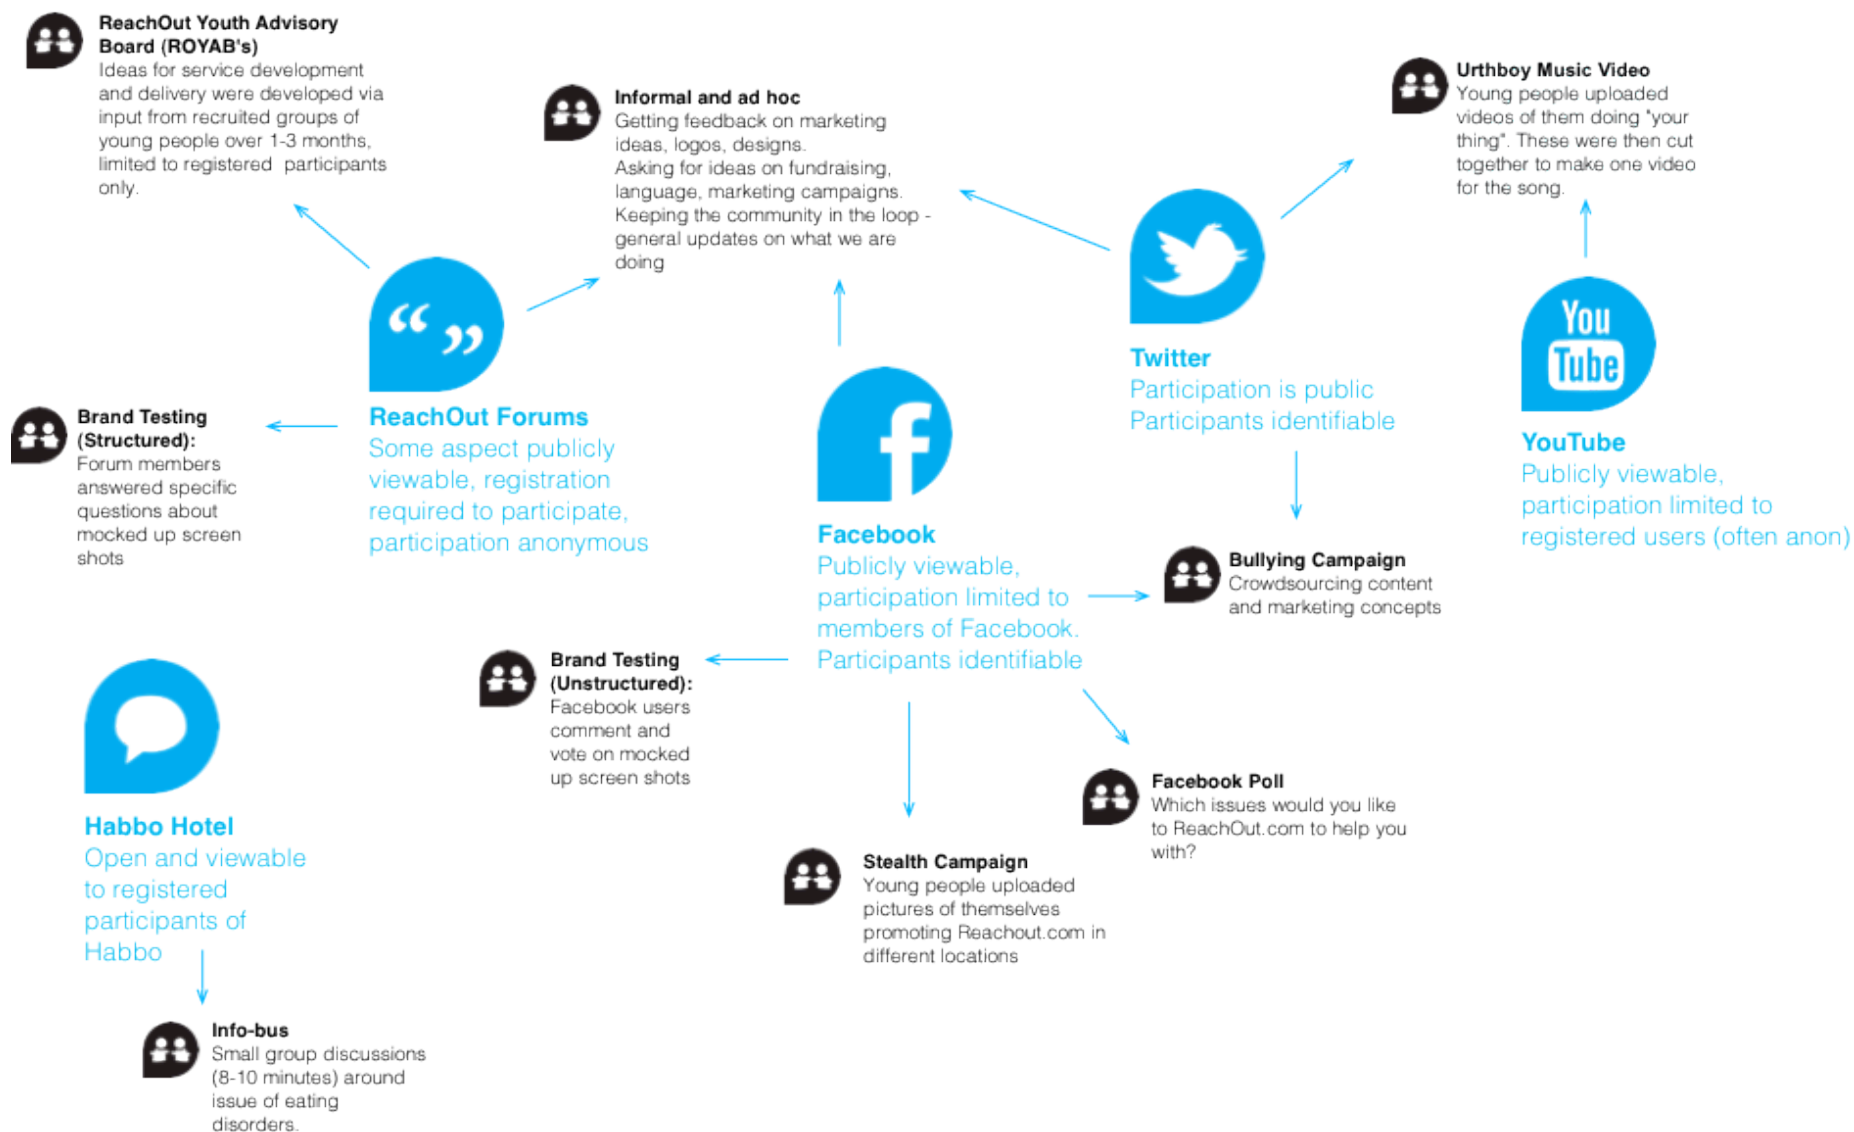 ReachOut Youth Advisory
Board (ROYAB's)
Ideas for service development
and delivery were developed via
input from recruited groups of
young people over 1-3 months,
limited to registered participants
only.
Informal and ad hoc
Getting feedback on marketing
ideas, logos, designs.
Asking for ideas on fundraising,
language, marketing campaigns.
Keeping the community in the loop -
general updates on what we are
doing
Urthboy Music Video
Young people uploaded
videos of them doing "your
thing". These were then cut
together to make one video
for the song.
“ ”
ReachOut Forums
Some aspect publicly
viewable, registration
required to participate,
participation anonymous
Twitter
Participation is public
Participants identifiable
You
Tube
YouTube
Publicly viewable,
participation limited to
registered users (often anon)
Brand Testing
(Structured):
Forum members
answered specific
questions about
mocked up screen
shots
f
Facebook
Publicly viewable,
participation limited to
members of Facebook.
Participants identifiable
Bullying Campaign
Crowdsourcing content
and marketing concepts
Brand Testing
(Unstructured):
Facebook users
comment and
vote on mocked
up screen shots
Facebook Poll
Which issues would you like
to ReachOut.com to help you
with?
Habbo Hotel
Open and viewable
to registered
participants of
Habbo
Stealth Campaign
Young people uploaded
pictures of themselves
promoting Reachout.com in
different locations
Info-bus
Small group discussions
(8-10 minutes) around
issue of eating
disorders.